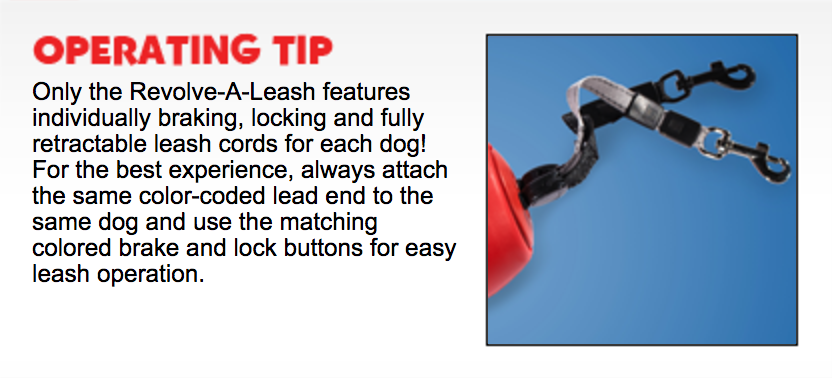 OPERATING TIP
Only the Revolve-A-Leash features
individually braking, locking and fully
retractable leash cords for each dog!
For the best experience, always attach
the same color-coded lead end to the
same dog and use the matching
colored brake and lock buttons for easy
leash operation.